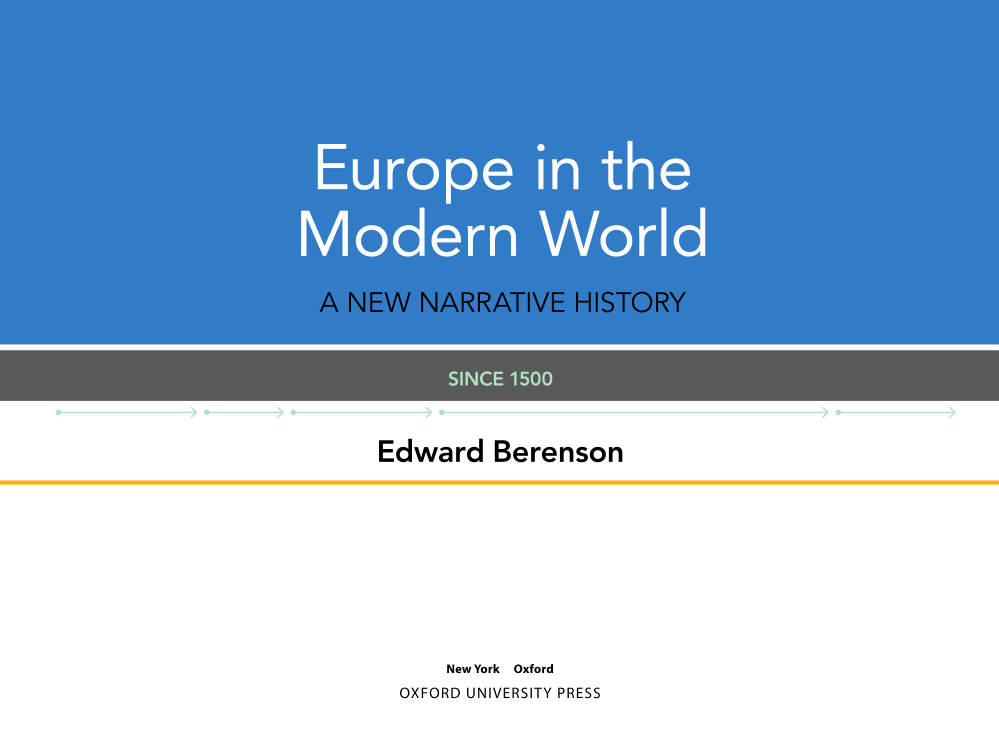 Europe in the
Modern World
A NEW NARRATIVE HISTORY
SINCE 1500
Edward Berenson
New York Oxford
OXFORD UNIVERSITY PRESS